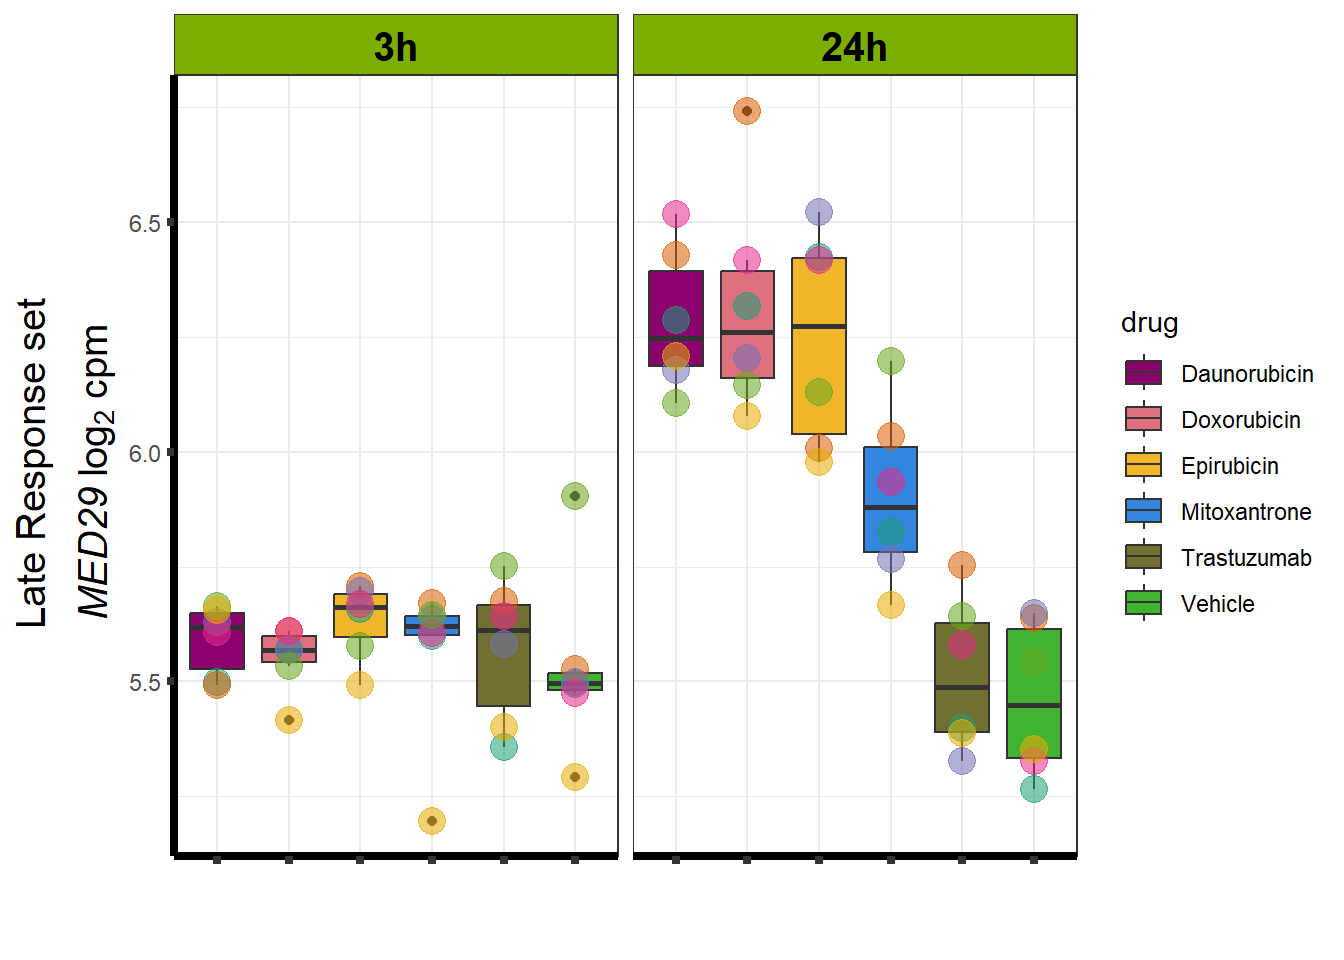 3h
24h
Late Response set
MED29 log₂ cpm
6.5
6.0
5.5
drug
Daunorubicin
Doxorubicin
Epirubicin
Mitoxantrone
Trastuzumab
Vehicle